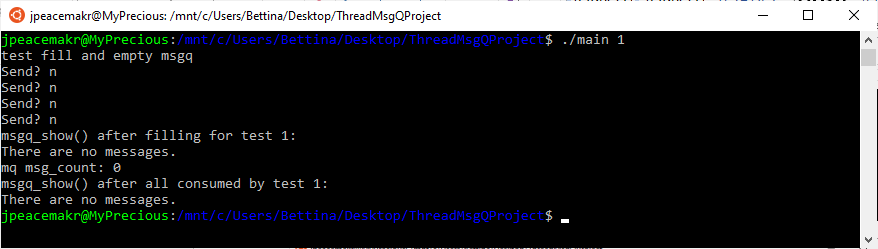 jpeacemakr@MyPrecious: /mnt/c/Users/Bettina/Desktop/ThreadMsgQProject
jpeacemakr@MyPrecious:/mnt/c/Users/Bettina/Desktop/ThreadMsgQProject$ ./main 1
test fill and empty msgq
Send? n
Send? n
Send? n
Send? n
msgq_show() after filling for test 1:
There are no messages.
mq msg_count: 0
msgq_show() after all consumed by test 1:
There are no messages.
jpeacemakr@MyPrecious:/mnt/c/Users/Bettina/Desktop/ThreadMsgQProject$